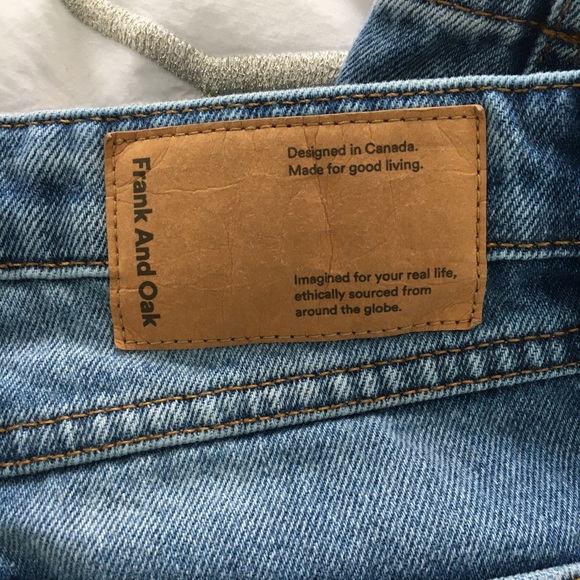 Frank And Oak
Designed in Canada.
Made for good living.
Imagined for your real life,
ethically sourced from
around the globe.